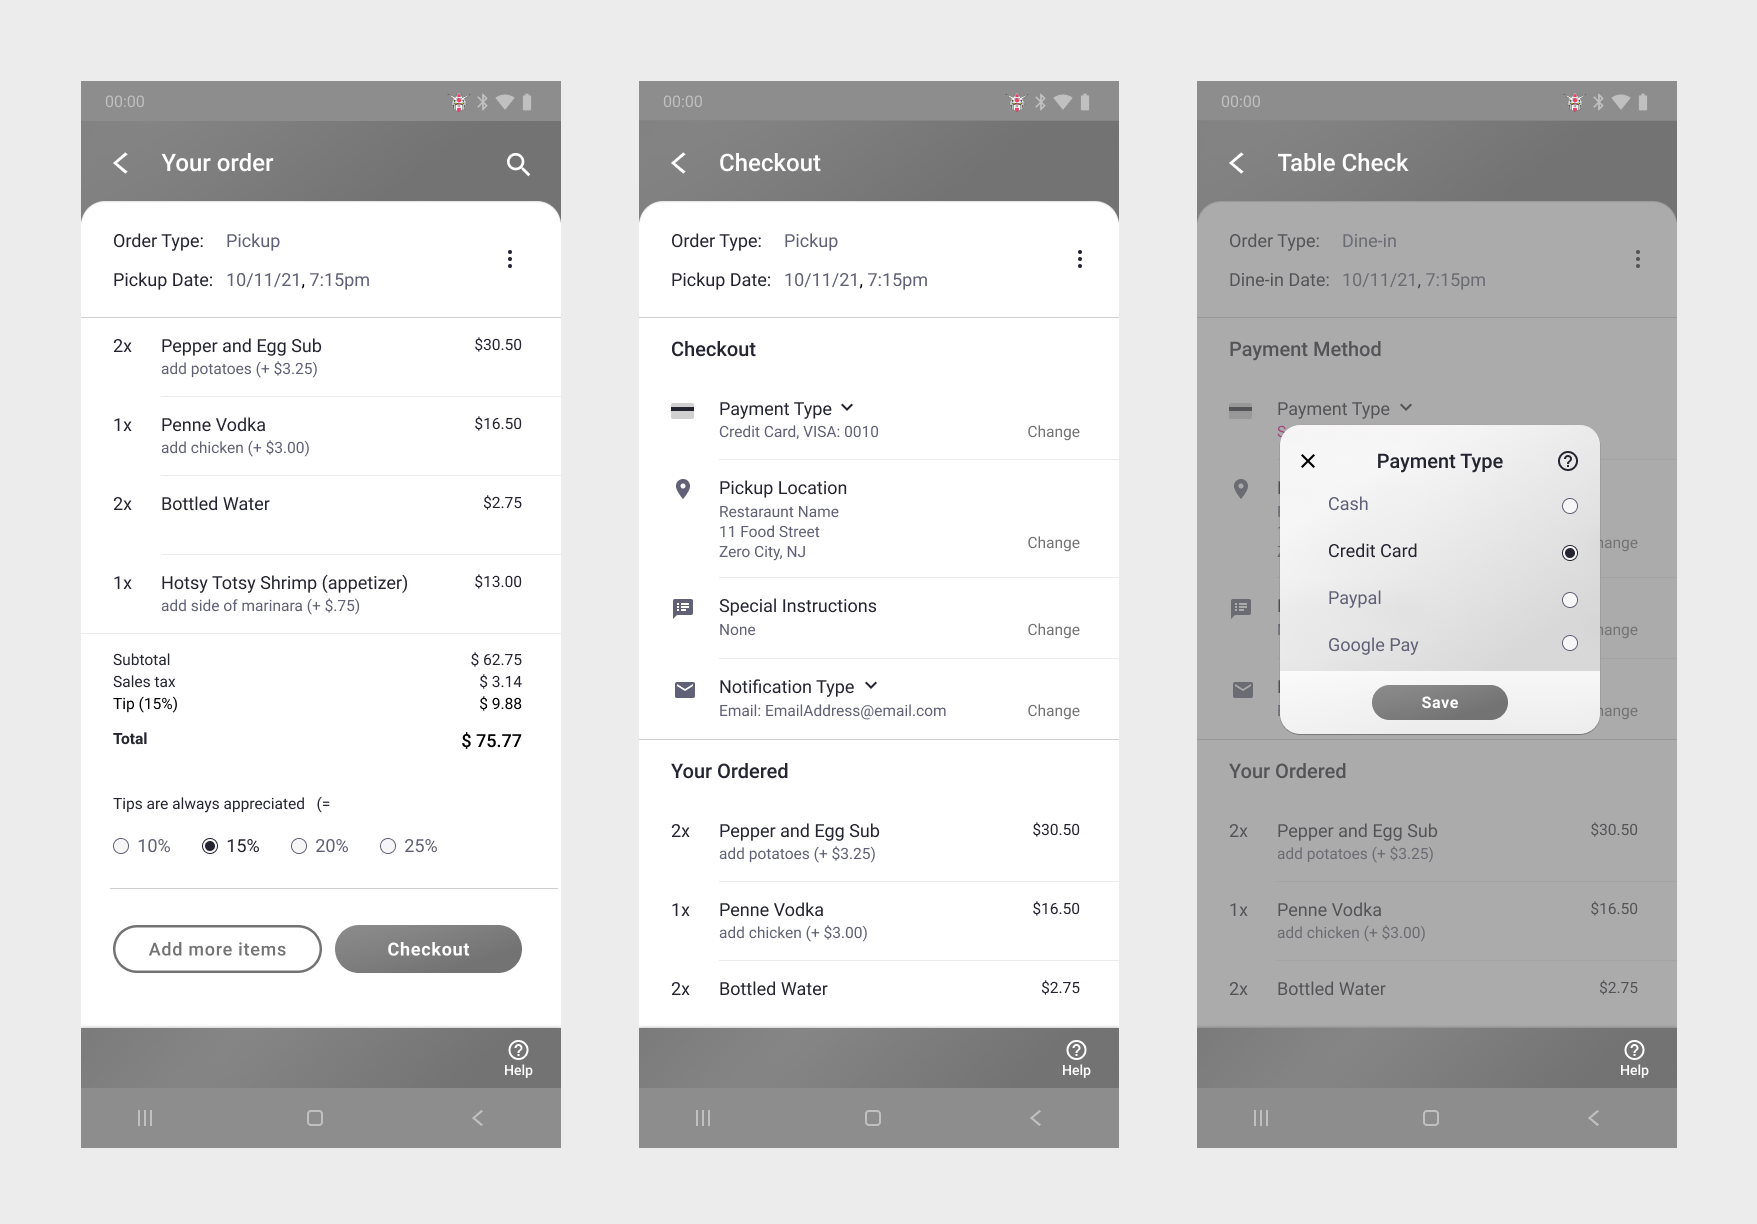 00:00
Your order
Order Type: Pickup
Pickup Date: 10/11/21, 7:15pm
2x Pepper and Egg Sub $30.50
add potatoes (+ $3.25)
1x Penne Vodka $16.50
add chicken (+ $3.00)
2x Bottled Water $2.75
1x Hotsy Totsy Shrimp (appetizer) $13.00
add side of marinara (+ $.75)
Subtotal $ 62.75
Sales tax $ 3.14
Tip (15%) $ 9.88
Total $ 75.77
Tips are always appreciated (=
10% 15% 20% 25%
Add more items Checkout
Help
00:00
Checkout
Order Type: Pickup
Pickup Date: 10/11/21, 7:15pm
Checkout
Payment Type
Credit Card, VISA: 0010 Change
Pickup Location
Restaraunt Name
11 Food Street
Zero City, NJ Change
Special Instructions
None Change
Notification Type
Email: EmailAddress@email.com Change
Your Ordered
2x Pepper and Egg Sub $30.50
add potatoes (+ $3.25)
1x Penne Vodka $16.50
add chicken (+ $3.00)
2x Bottled Water $2.75
Help
00:00
Table Check
Order Type: Dine-in
Dine-in Date: 10/11/21, 7:15pm
Payment Method
Payment Type
Payment Type
Cash
Credit Card
Paypal
Google Pay
Save
Your Ordered
2x Pepper and Egg Sub $30.50
add potatoes (+ $3.25)
1x Penne Vodka $16.50
add chicken (+ $3.00)
2x Bottled Water $2.75
Help